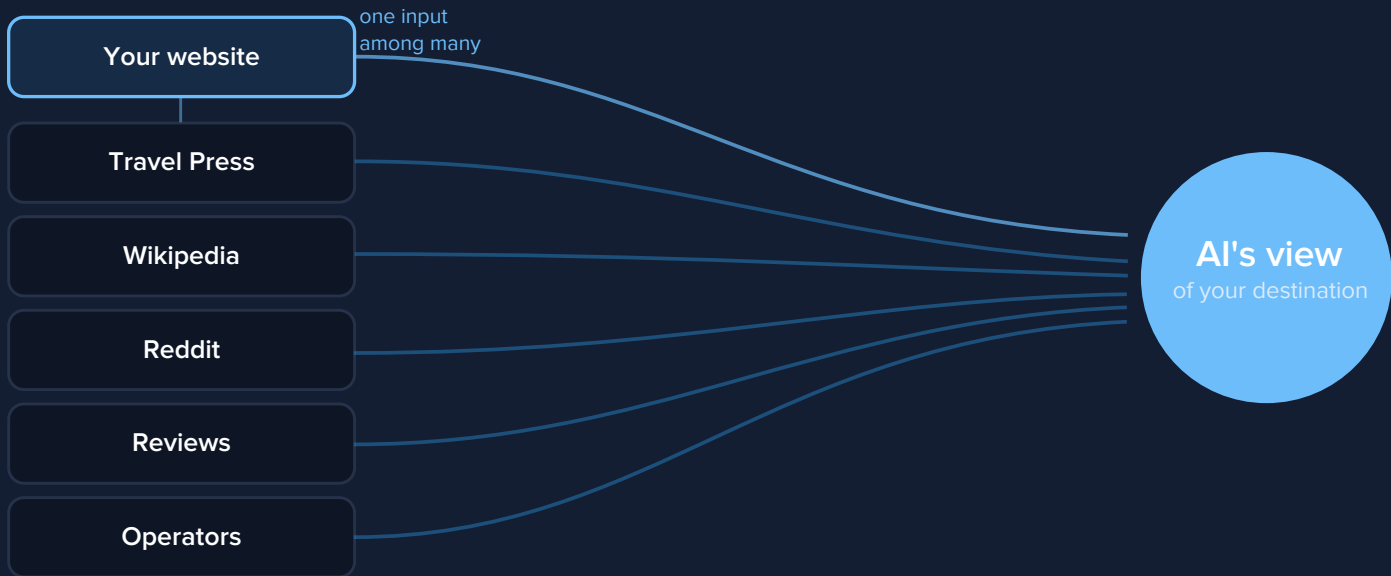 Your website
one input
among many
Travel Press
Wikipedia
Reddit
Reviews
Operators
AI's view
of your destination